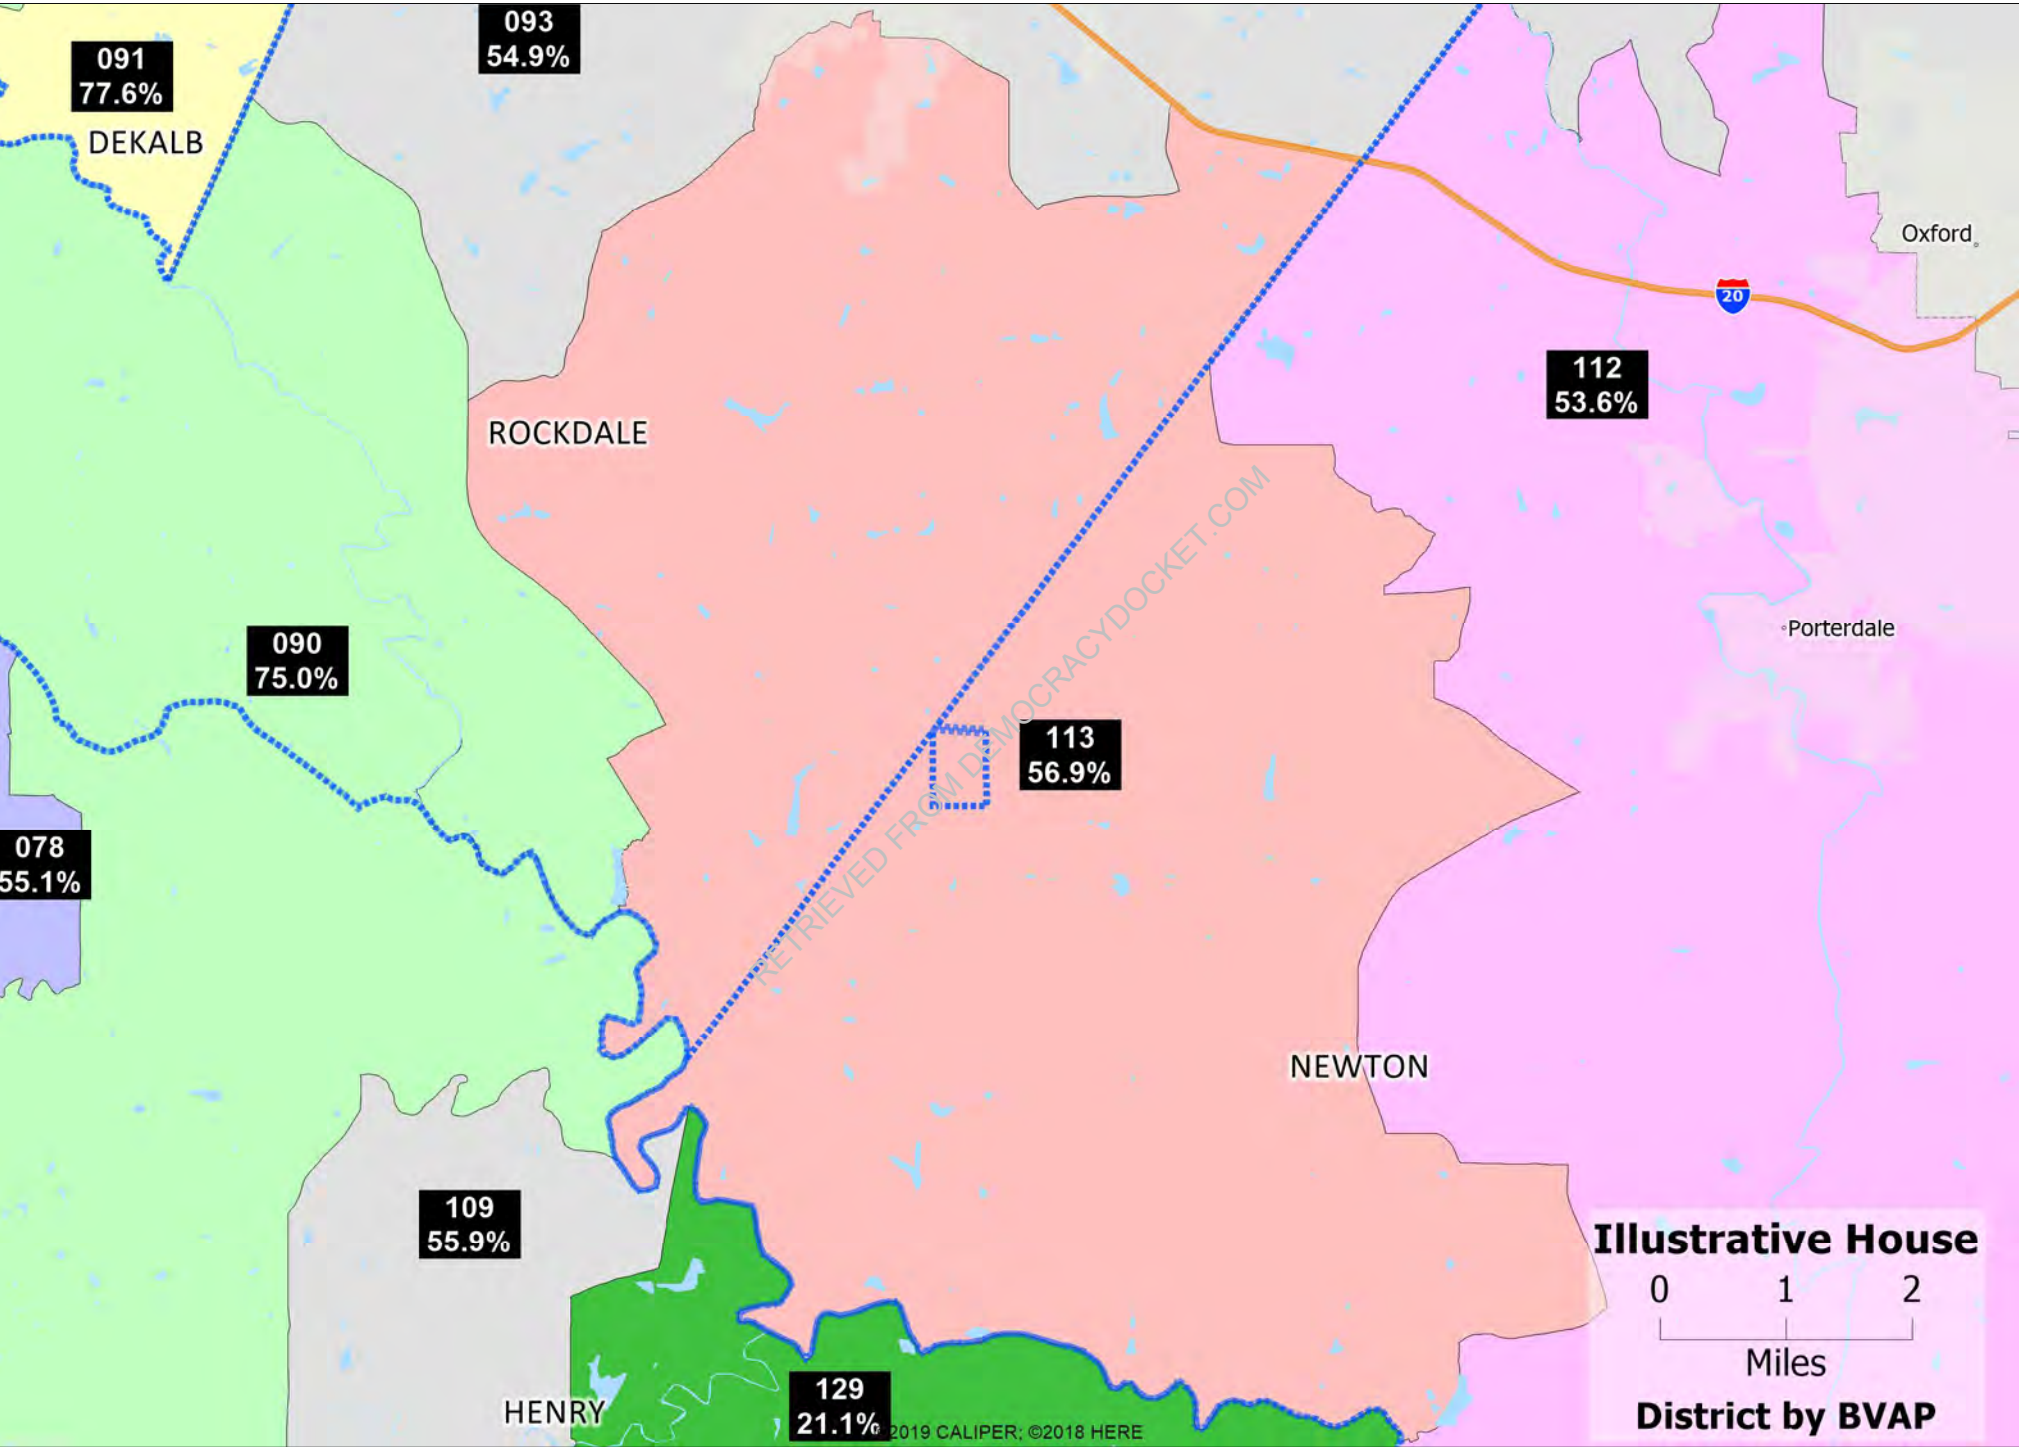 093
54.9%
091
77.6%
DEKALB
Oxford
20
112
53.6%
ROCKDALE
Porterdale
090
75.0%
113
56.9%
078
55.1%
RETRIEVED FROM DEMOCRACYDOCKET.COM
NEWTON
109
55.9%
Illustrative House
0 1 2
Miles
District by BVAP
HENRY
129
21.1%
2019 CALIPER; ©2018 HERE